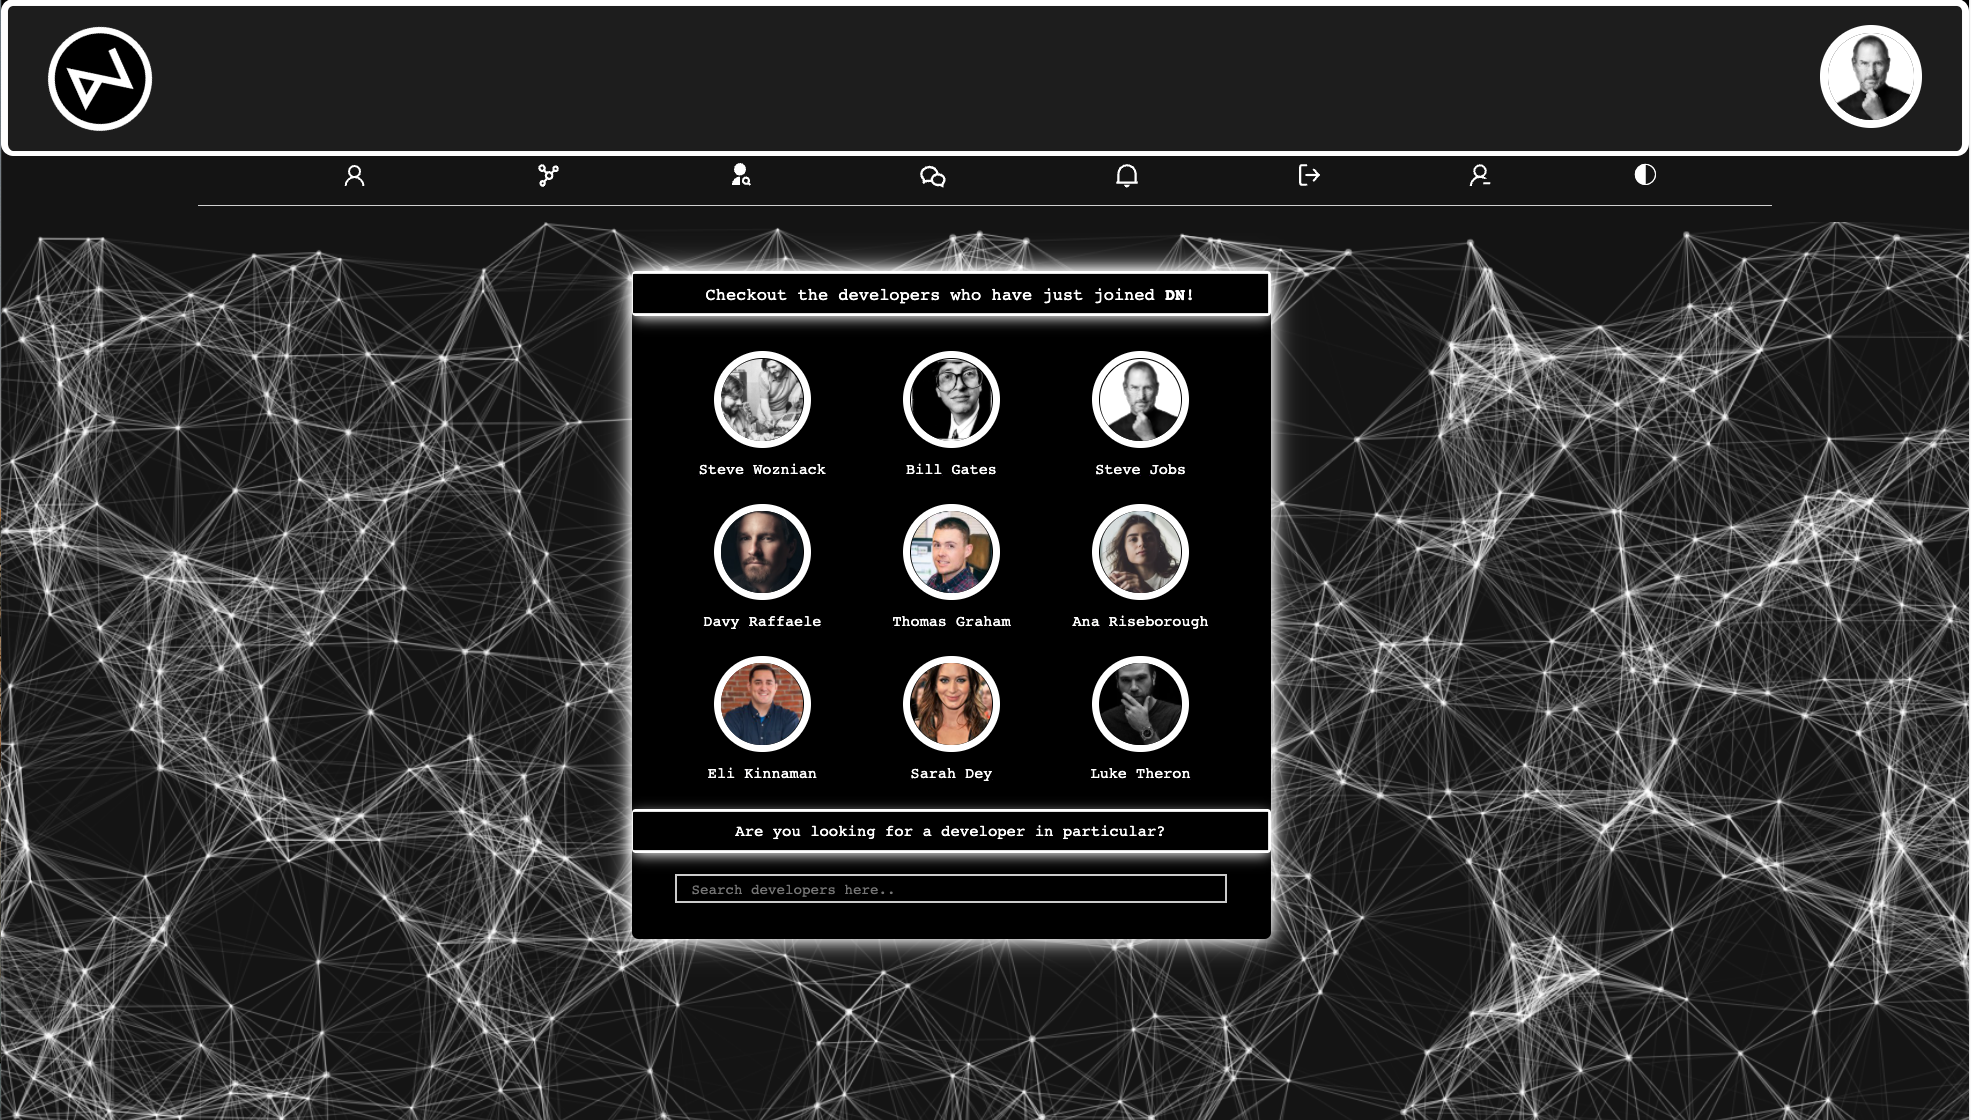 Checkout the developers who have just joined DN!
Steve Wozniack
Bill Gates
Steve Jobs
Davy Raffaele
Thomas Graham
Ana Riseborough
Eli Kinnaman
Sarah Dey
Luke Theron
Are you looking for a developer in particular?
Search developers here..